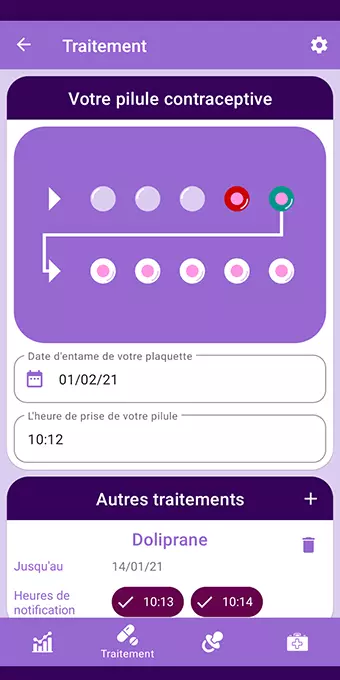 Traitement
Votre pilule contraceptive
Date d'entame de votre plaquette
01/02/21
L'heure de prise de votre pilule
10:12
Autres traitements
Doliprane
Jusqu'au 14/01/21
Heures de
notification
10:13 10:14
Traitement